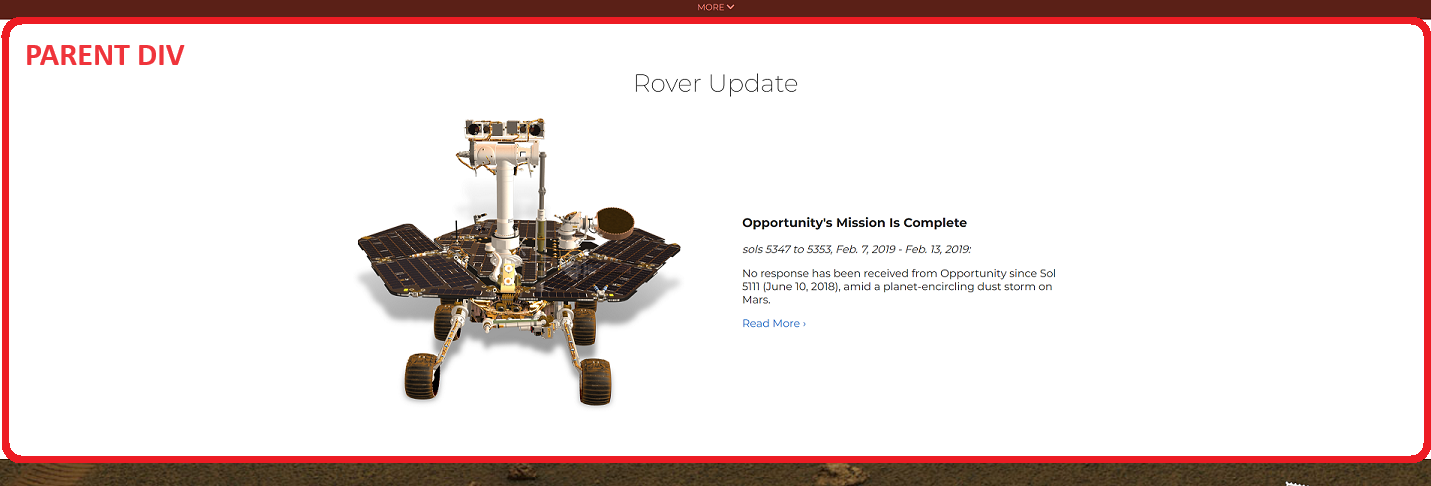 MORE
PARENT DIV
Rover Update
Opportunity's Mission Is Complete
sols 5347 to 5353, Feb. 7, 2019 - Feb. 13, 2019:
No response has been received from Opportunity since Sol
5111 (June 10, 2018), amid a planet-encircling dust storm on
Mars.
Read More ›